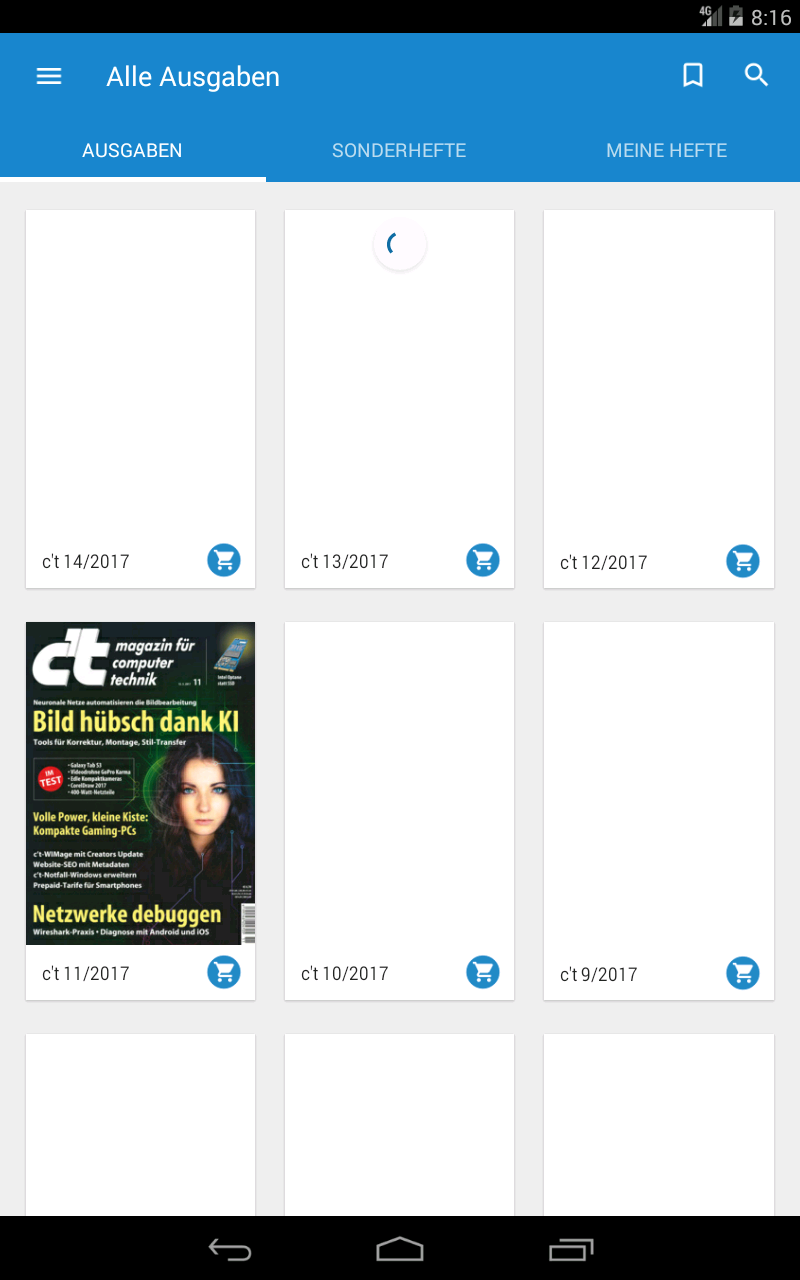 4G 8:16
Alle Ausgaben
AUSGABEN SONDERHEFTE MEINE HEFTE
c't 14/2017
c't 13/2017
c't 12/2017
c't magazin für
computer
technik 11
Intel Optane
statt SSD
Neuronale Netze automatisieren die Bildbearbeitung
Bild hübsch dank KI
Tools für Korrektur, Montage, Stil-Transfer
IM
TEST
• Galaxy Tab S3
• Videodrohne GoPro Karma
• Edle Kompaktkameras
• CorelDraw 2017
• 400-Watt-Netzteile
Volle Power, kleine Kiste:
Kompakte Gaming-PCs
c't-WIMage mit Creators Update
Website-SEO mit Metadaten
c't-Notfall-Windows erweitern
Prepaid-Tarife für Smartphones
Netzwerke debuggen
Wireshark-Praxis • Diagnose mit Android und iOS
c't 11/2017
c't 10/2017
c't 9/2017